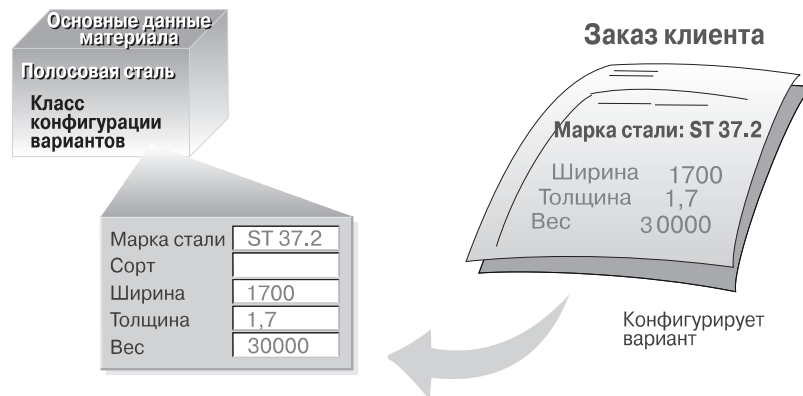 Основные данные
материала
Полосовая сталь
Класс
конфигурации
вариантов
Марка стали ST 37.2
Сорт
Ширина 1700
Толщина 1,7
Вес 30000
Заказ клиента
Марка стали: ST 37.2
Ширина 1700
Толщина 1,7
Вес 30000
Конфигурирует
вариант